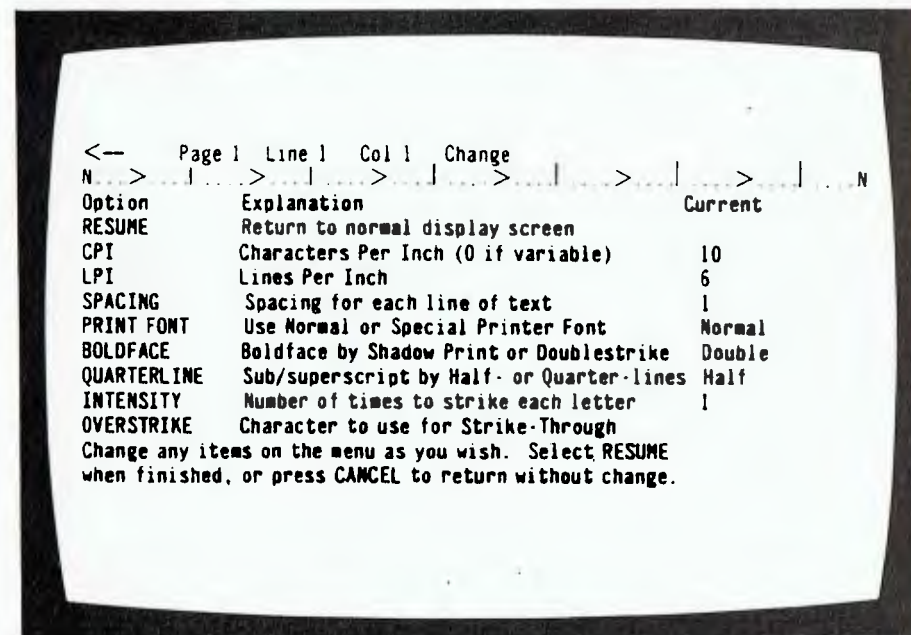 <-- Page 1 Line 1 Col 1 Change
N...>....|....>....|....>....|....>....|....>....|....>....|....N
Option Explanation Current
RESUME Return to normal display screen
CPI Characters Per Inch (0 if variable) 10
LPI Lines Per Inch 6
SPACING Spacing for each line of text 1
PRINT FONT Use Normal or Special Printer Font Normal
BOLDFACE Boldface by Shadow Print or Doublestrike Double
QUARTERLINE Sub/superscript by Half- or Quarter-lines Half
INTENSITY Number of times to strike each letter 1
OVERSTRIKE Character to use for Strike-Through
Change any items on the menu as you wish. Select RESUME
when finished, or press CANCEL to return without change.